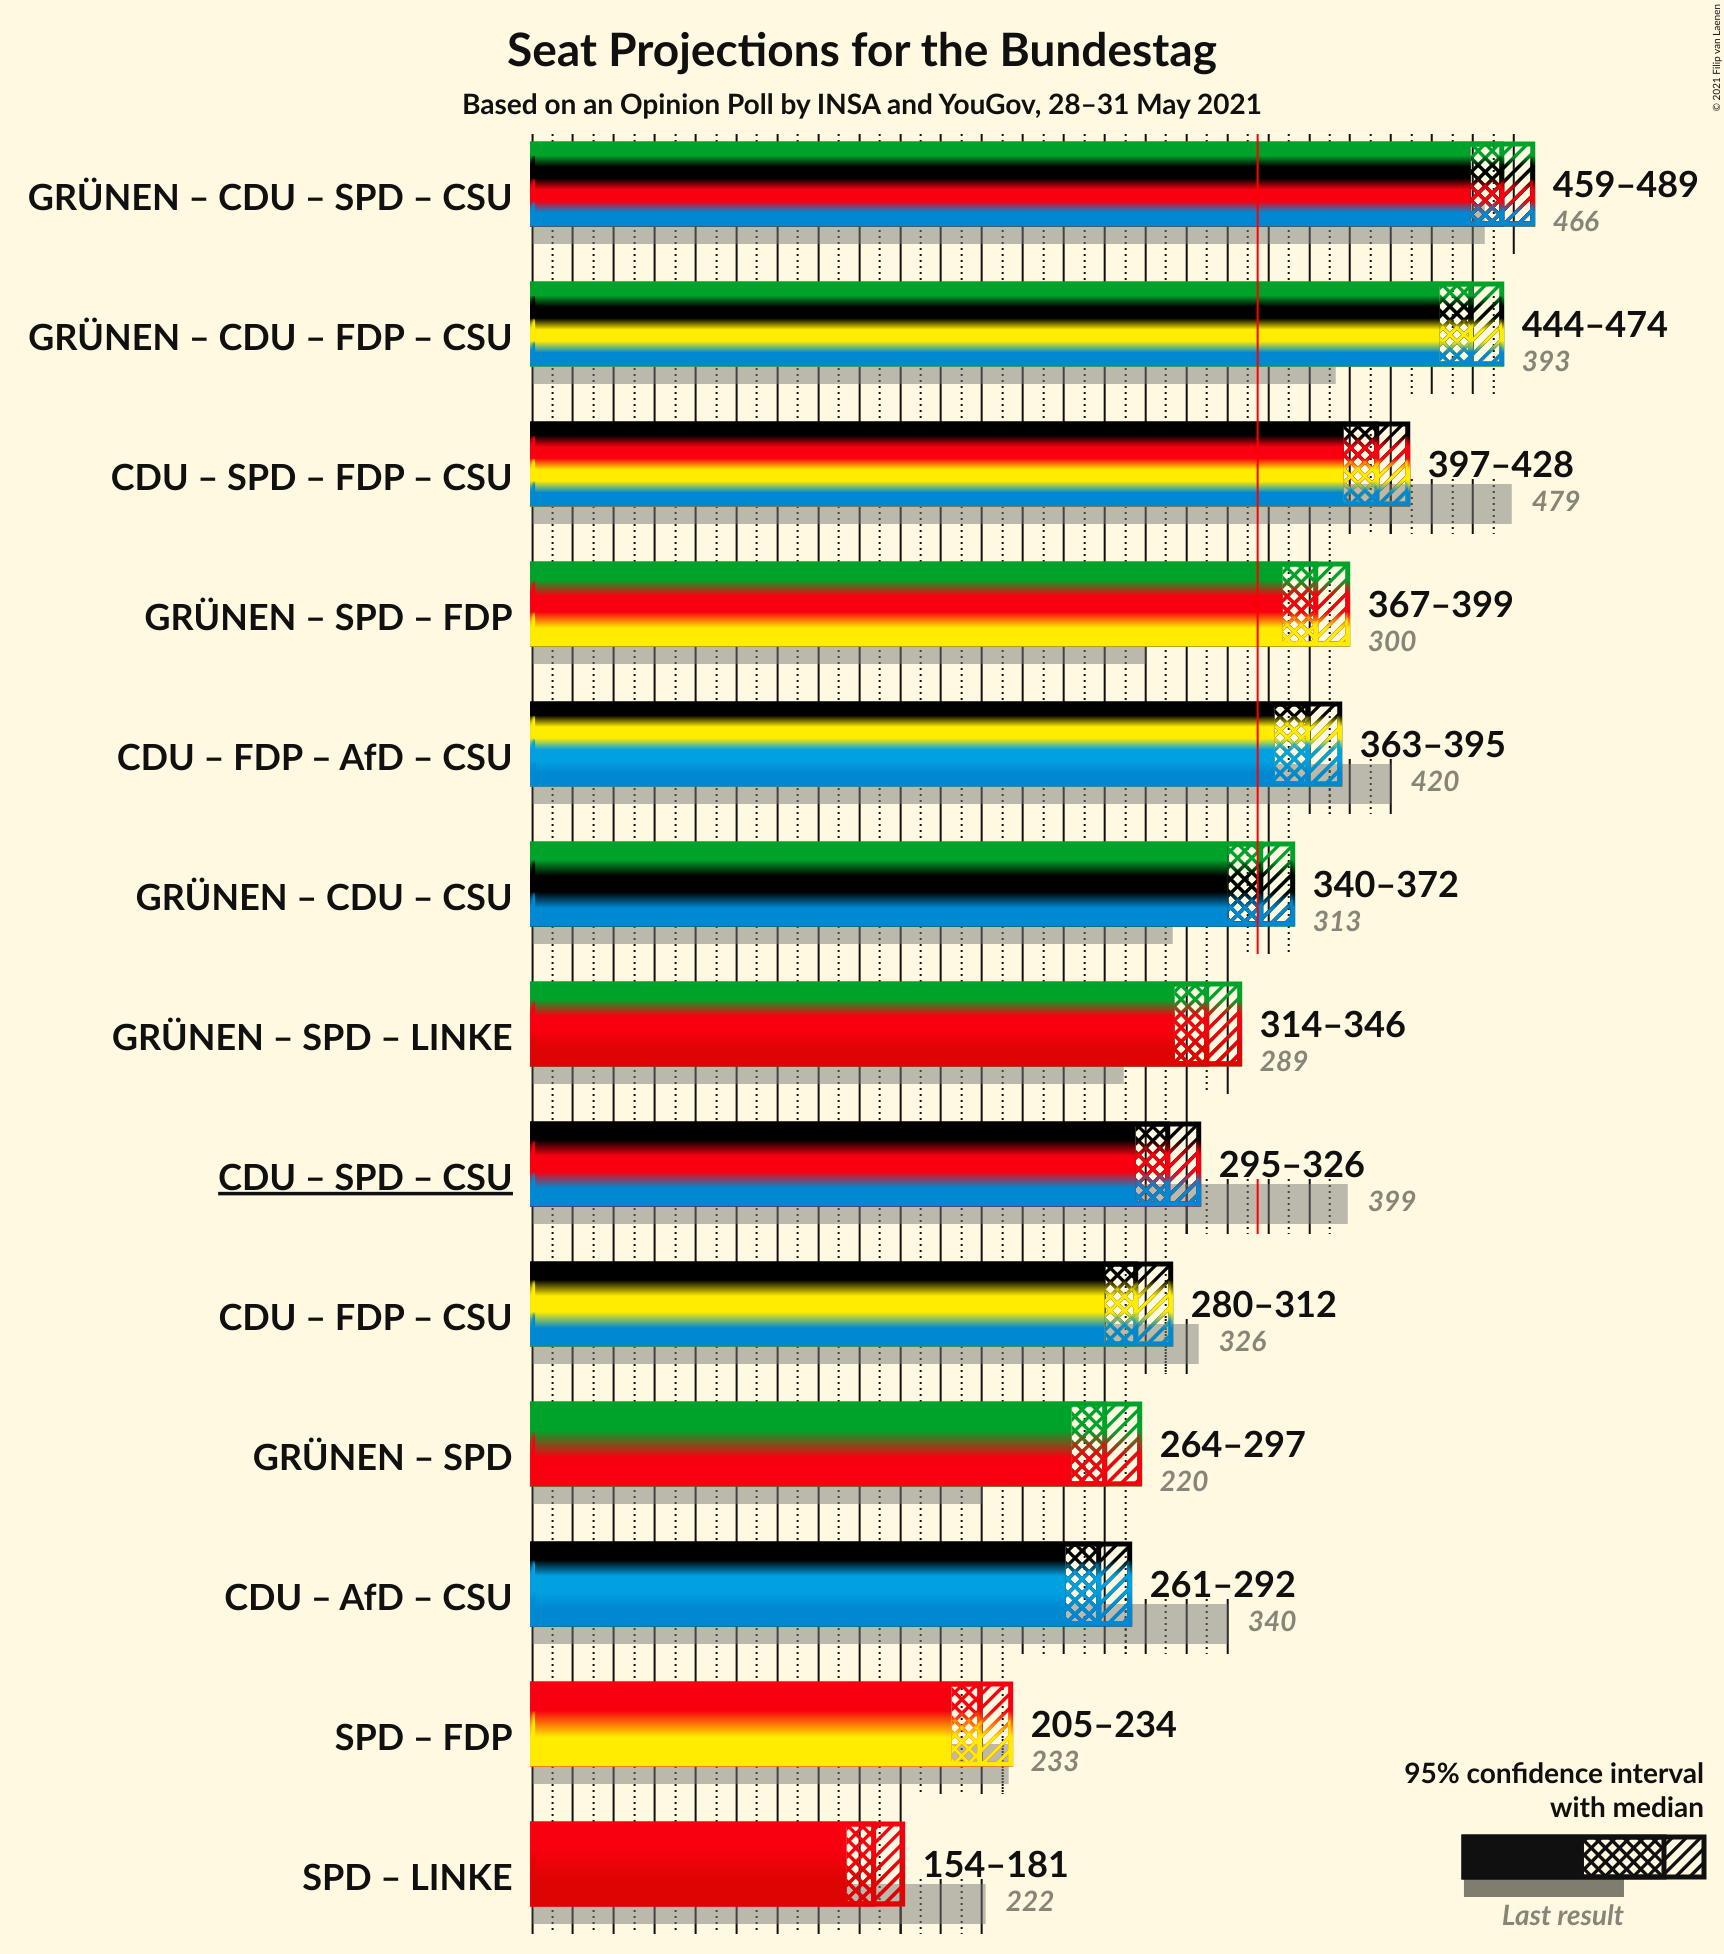 Seat Projections for the Bundestag
Based on an Opinion Poll by INSA and YouGov, 28–31 May 2021
© 2021 Filip van Laenen
GRÜNEN – CDU – SPD – CSU
459–489
466
GRÜNEN – CDU – FDP – CSU
444–474
393
CDU – SPD – FDP – CSU
397–428
479
GRÜNEN – SPD – FDP
367–399
300
CDU – FDP – AfD – CSU
363–395
420
GRÜNEN – CDU – CSU
340–372
313
GRÜNEN – SPD – LINKE
314–346
289
CDU – SPD – CSU
295–326
399
CDU – FDP – CSU
280–312
326
GRÜNEN – SPD
264–297
220
CDU – AfD – CSU
261–292
340
SPD – FDP
205–234
233
SPD – LINKE
154–181
222
95% confidence interval
with median
Last result